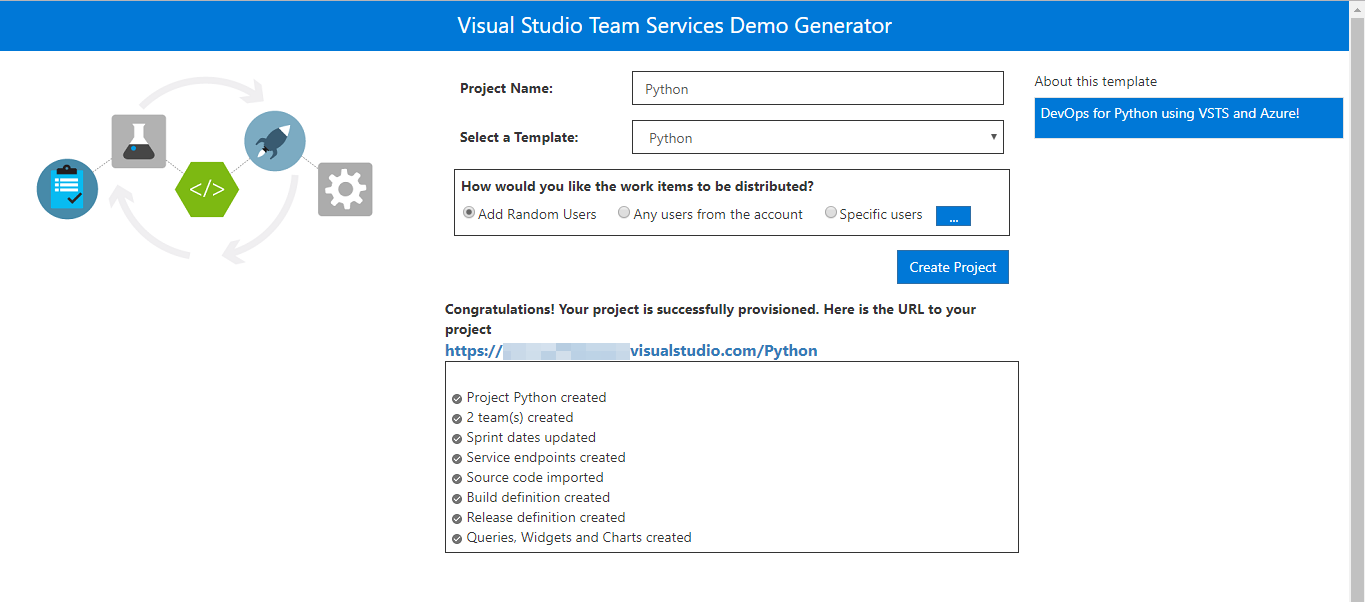 Visual Studio Team Services Demo Generator
Project Name:
Python
Select a Template:
Python
How would you like the work items to be distributed?
Add Random Users
Any users from the account
Specific users
...
Create Project
About this template
DevOps for Python using VSTS and Azure!
</>
Congratulations! Your project is successfully provisioned. Here is the URL to your
project
https:// visualstudio.com/Python
Project Python created
2 team(s) created
Sprint dates updated
Service endpoints created
Source code imported
Build definition created
Release definition created
Queries, Widgets and Charts created